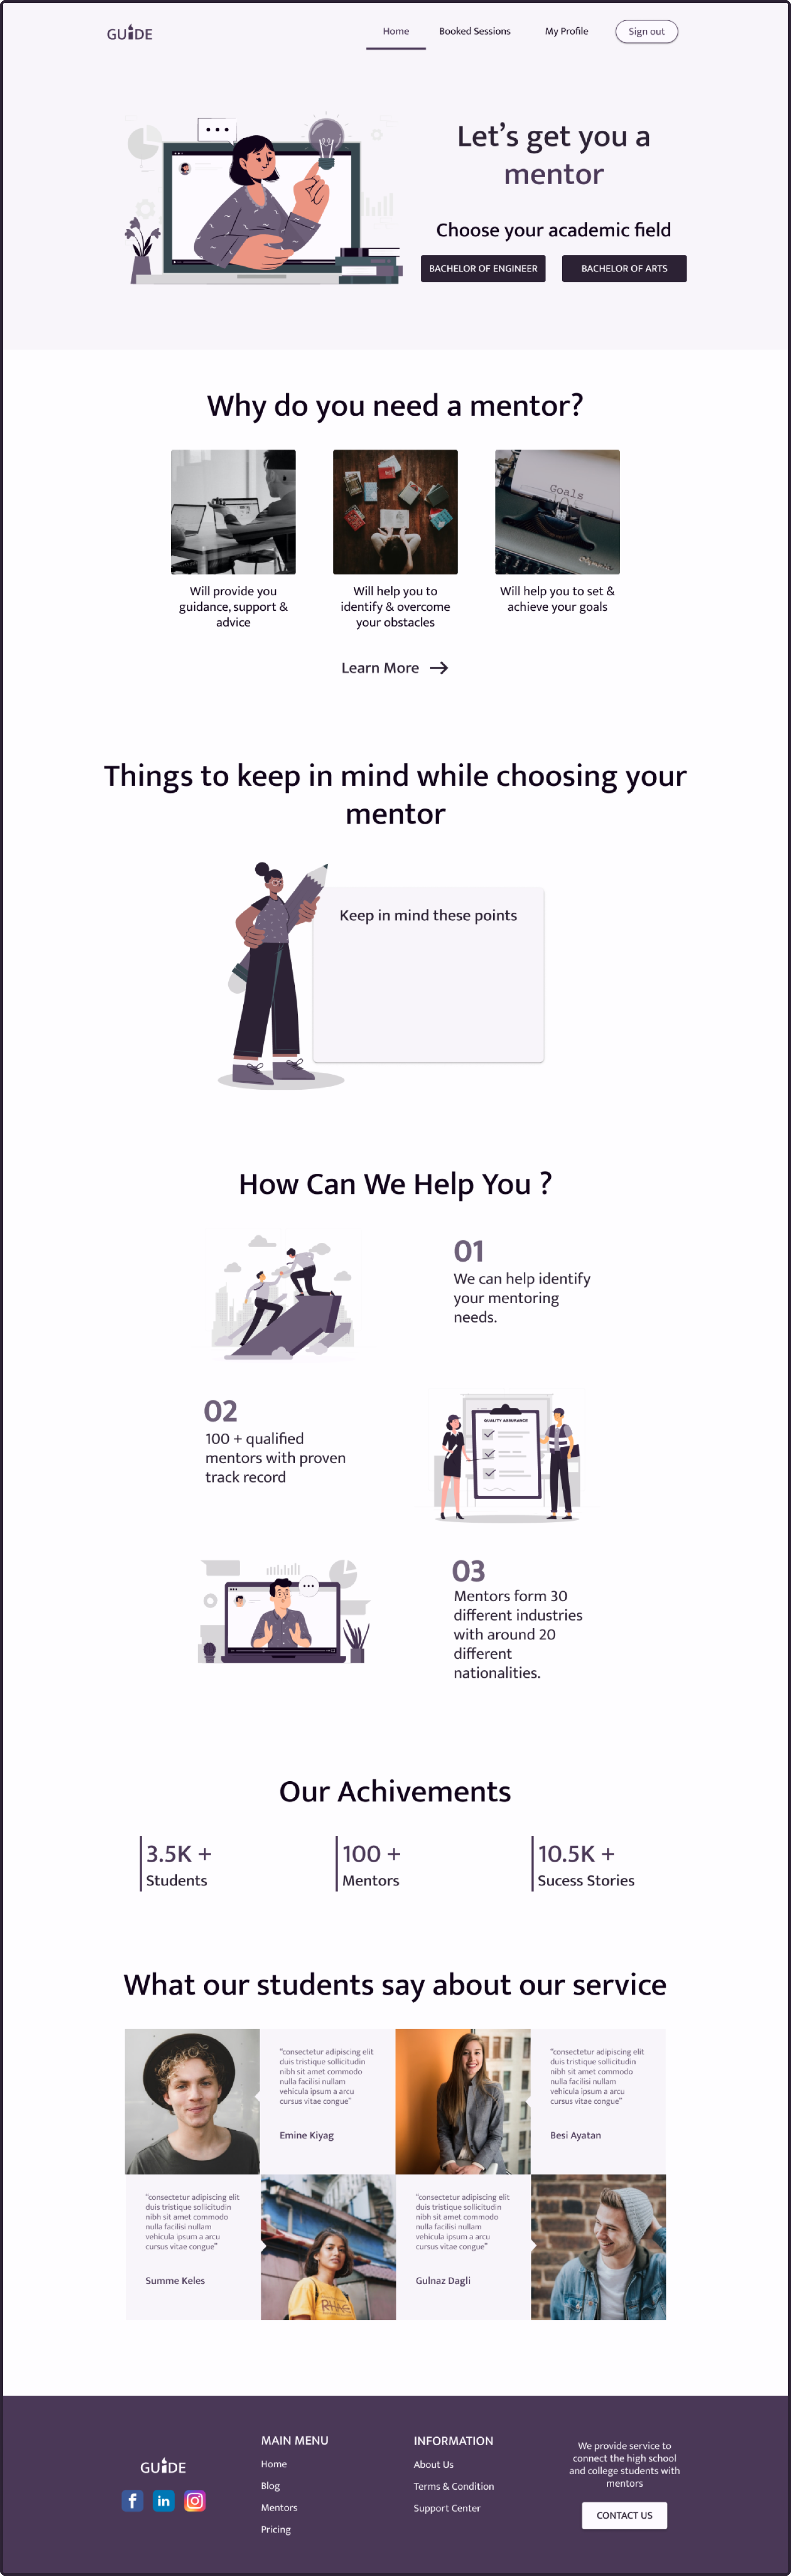 GUIDE
Home
Booked Sessions
My Profile
Sign out
Let's get you a
mentor
Choose your academic field
BACHELOR OF ENGINEER
BACHELOR OF ARTS
Why do you need a mentor?
Goals
Will provide you
guidance, support &
advice
Will help you to
identify & overcome
your obstacles
Will help you to set &
achieve your goals
Learn More
Things to keep in mind while choosing your
mentor
Keep in mind these points
How Can We Help You ?
01
We can help identify
your mentoring
needs.
02
100 + qualified
mentors with proven
track record
QUALITY ASSURANCE
03
Mentors form 30
different industries
with around 20
different
nationalities.
Our Achivements
3.5K +
Students
100 +
Mentors
10.5K +
Sucess Stories
What our students say about our service
"consectetur adipiscing elit
duis tristique sollicitudin
nibh sit amet commodo
nulla facilisi nullam
vehicula ipsum a arcu
cursus vitae congue"
Emine Kiyag
"consectetur adipiscing elit
duis tristique sollicitudin
nibh sit amet commodo
nulla facilisi nullam
vehicula ipsum a arcu
cursus vitae congue"
Besi Ayatan
"consectetur adipiscing elit
duis tristique sollicitudin
nibh sit amet commodo
nulla facilisi nullam
vehicula ipsum a arcu
cursus vitae congue"
Summe Keles
"consectetur adipiscing elit
duis tristique sollicitudin
nibh sit amet commodo
nulla facilisi nullam
vehicula ipsum a arcu
cursus vitae congue"
Gulnaz Dagli
GUIDE
f
in
MAIN MENU
Home
Blog
Mentors
Pricing
INFORMATION
About Us
Terms & Condition
Support Center
We provide service to
connect the high school
and college students with
mentors
CONTACT US